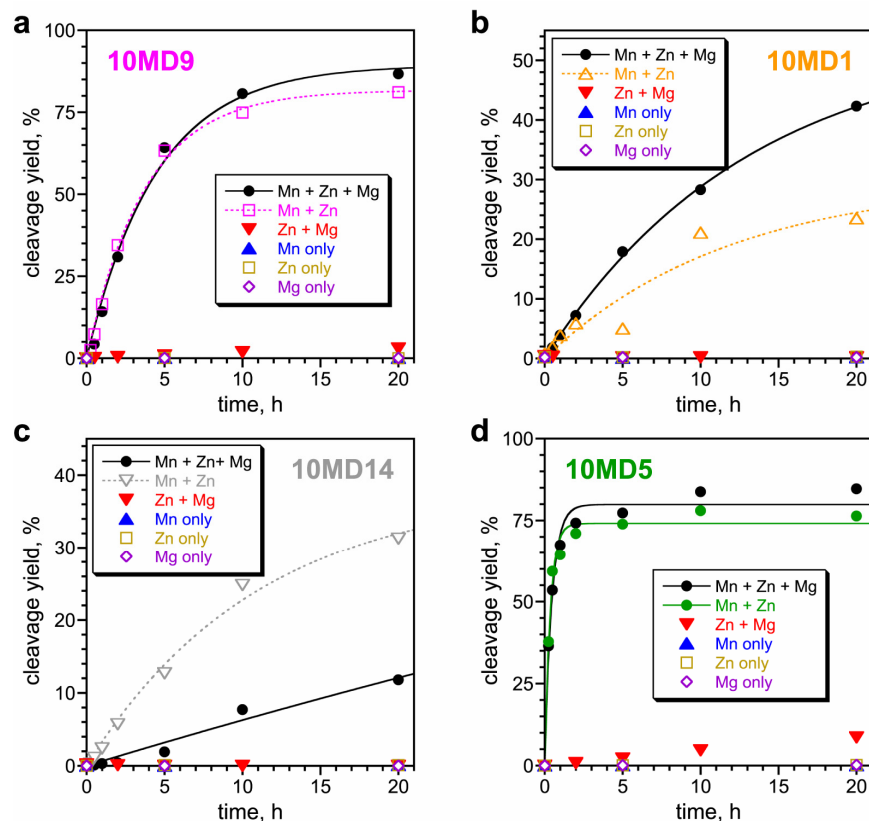 a
10MD9
cleavage yield, %
100
75
50
25
0
Mn + Zn + Mg
Mn + Zn
Zn + Mg
Mn only
Zn only
Mg only
0 5 10 15 20
time, h
b
10MD1
cleavage yield, %
50
40
30
20
10
0
Mn + Zn + Mg
Mn + Zn
Zn + Mg
Mn only
Zn only
Mg only
0 5 10 15 20
time, h
c
10MD14
cleavage yield, %
40
30
20
10
0
Mn + Zn+ Mg
Mn + Zn
Zn + Mg
Mn only
Zn only
Mg only
0 5 10 15 20
time, h
d
10MD5
cleavage yield, %
100
75
50
25
0
Mn + Zn + Mg
Mn + Zn
Zn + Mg
Mn only
Zn only
Mg only
0 5 10 15 20
time, h